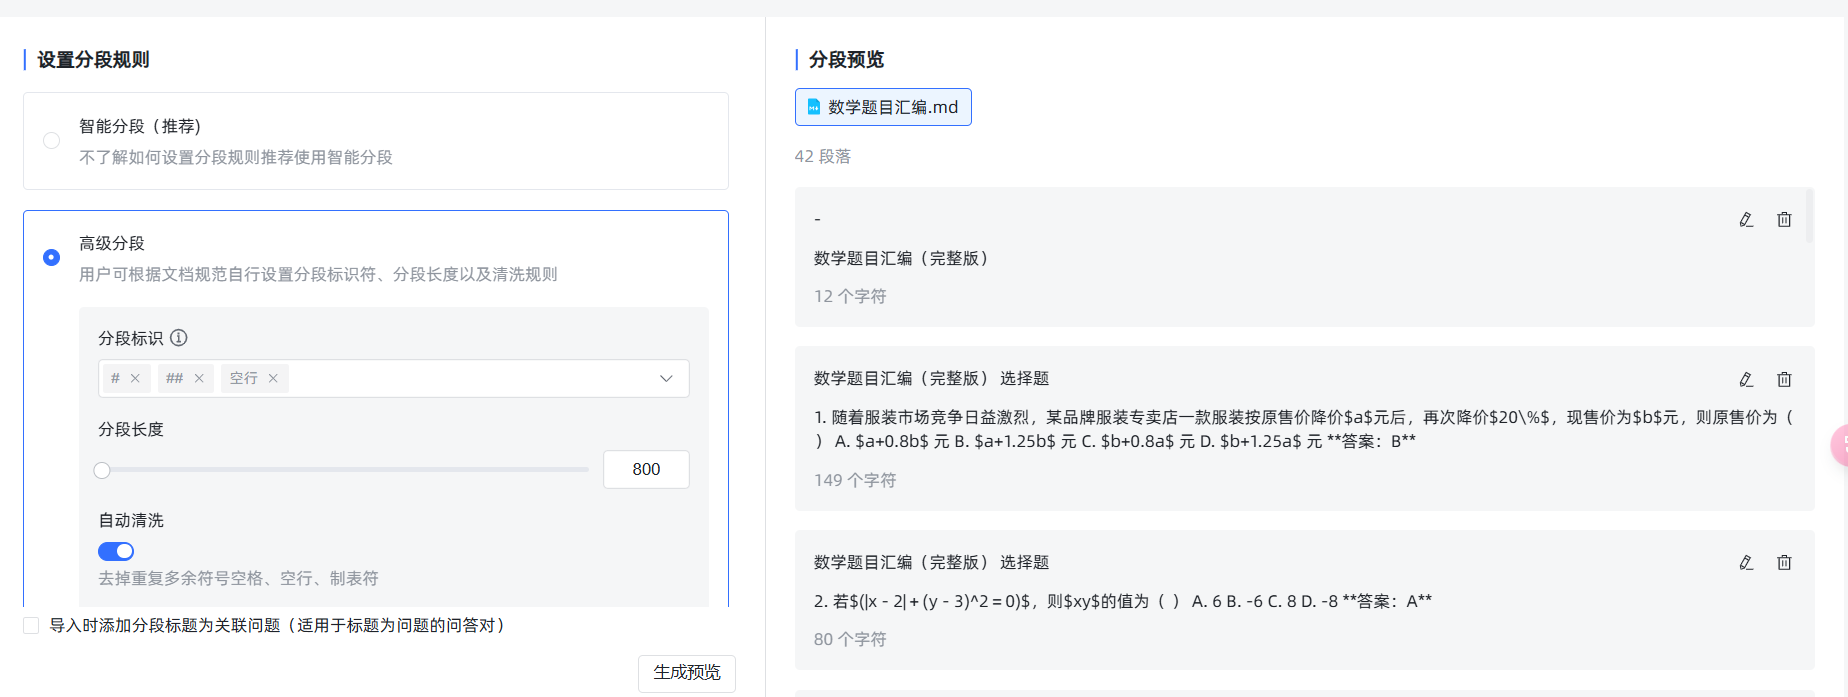 设置分段规则
智能分段（推荐）
不了解如何设置分段规则推荐使用智能分段
高级分段
用户可根据文档规范自行设置分段标识符、分段长度以及清洗规则
分段标识
# × ## × 空行 ×
分段长度
800
自动清洗
去掉重复多余符号空格、空行、制表符
导入时添加分段标题为关联问题（适用于标题为问题的问答对）
生成预览
分段预览
数学题目汇编.md
42 段落
-
数学题目汇编（完整版）
12 个字符
数学题目汇编（完整版） 选择题
1. 随着服装市场竞争日益激烈，某品牌服装专卖店一款服装按原售价降价$a$元后，再次降价$20\%$，现售价为$b$元，则原售价为（
） A. $a+0.8b$ 元 B. $a+1.25b$ 元 C. $b+0.8a$ 元 D. $b+1.25a$ 元 **答案：B**
149 个字符
数学题目汇编（完整版） 选择题
2. 若$(|x - 2| + (y - 3)^2 = 0)$，则$xy$的值为（ ） A. 6 B. -6 C. 8 D. -8 **答案：A**
80 个字符